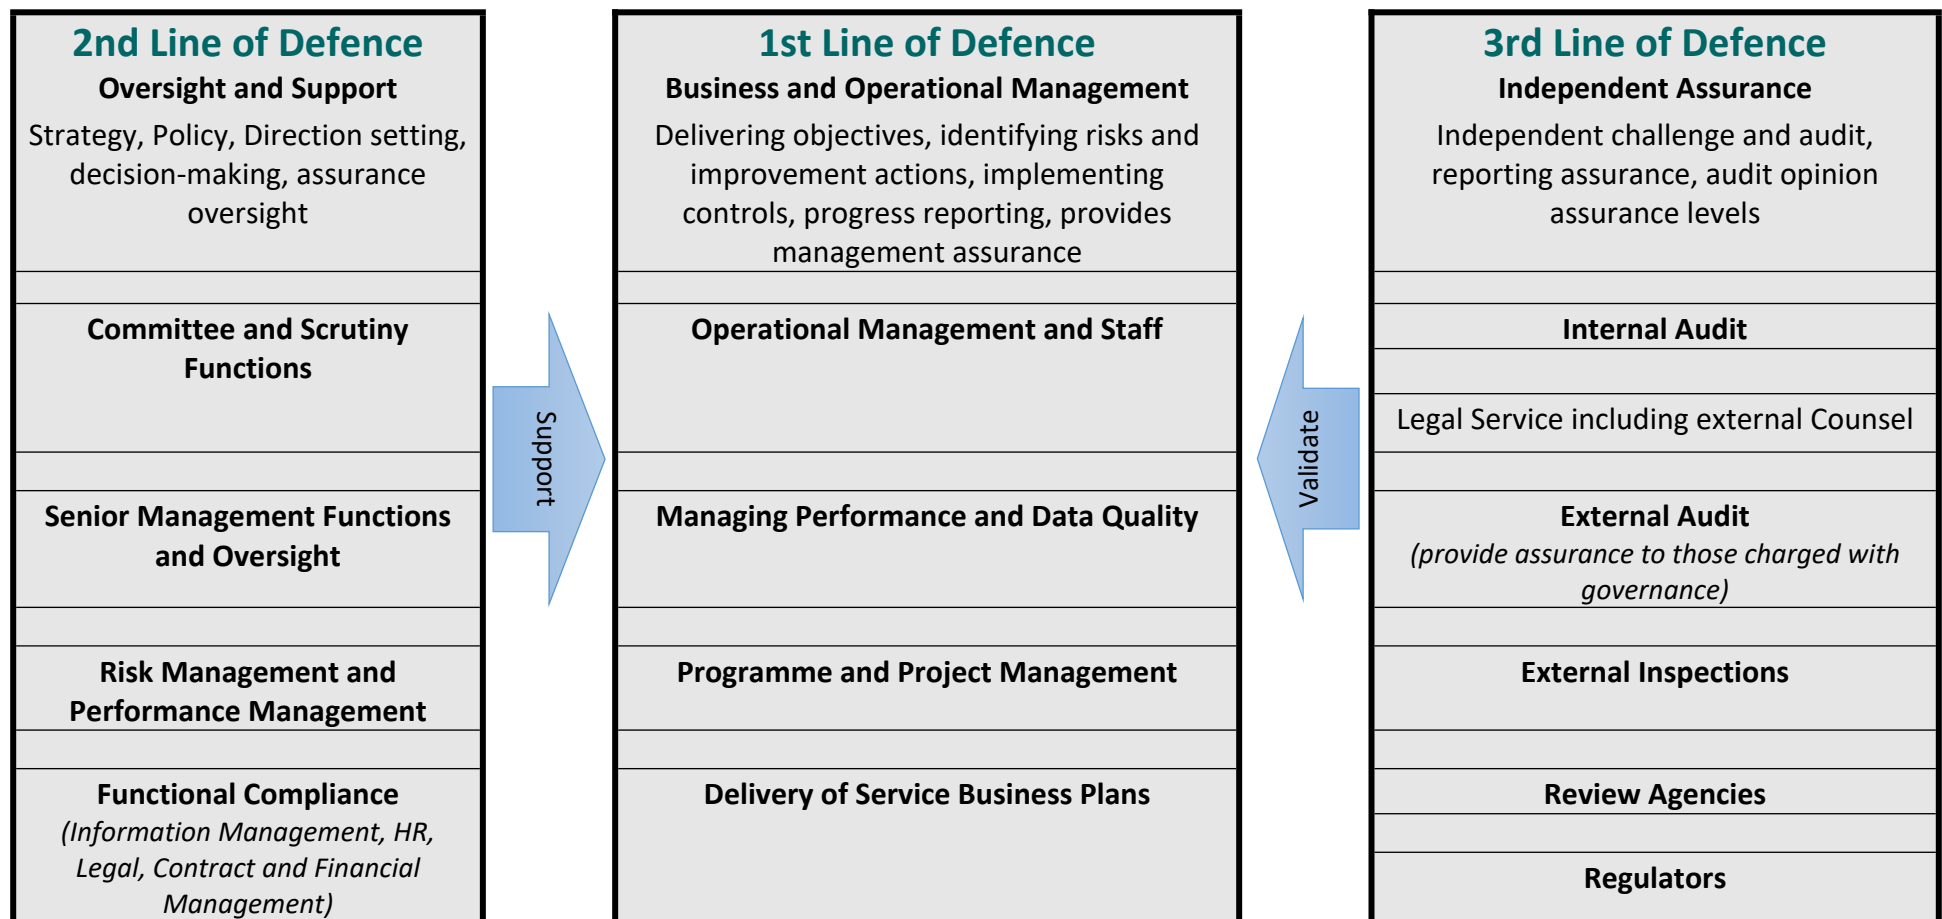 2nd Line of Defence
Oversight and Support
Strategy, Policy, Direction setting,
decision-making, assurance
oversight
Committee and Scrutiny
Functions
Senior Management Functions
and Oversight
Risk Management and
Performance Management
Functional Compliance
(Information Management, HR,
Legal, Contract and Financial
Management)
Support
1st Line of Defence
Business and Operational Management
Delivering objectives, identifying risks and
improvement actions, implementing
controls, progress reporting, provides
management assurance
Operational Management and Staff
Managing Performance and Data Quality
Programme and Project Management
Delivery of Service Business Plans
Validate
3rd Line of Defence
Independent Assurance
Independent challenge and audit,
reporting assurance, audit opinion
assurance levels
Internal Audit
Legal Service including external Counsel
External Audit
(provide assurance to those charged with
governance)
External Inspections
Review Agencies
Regulators